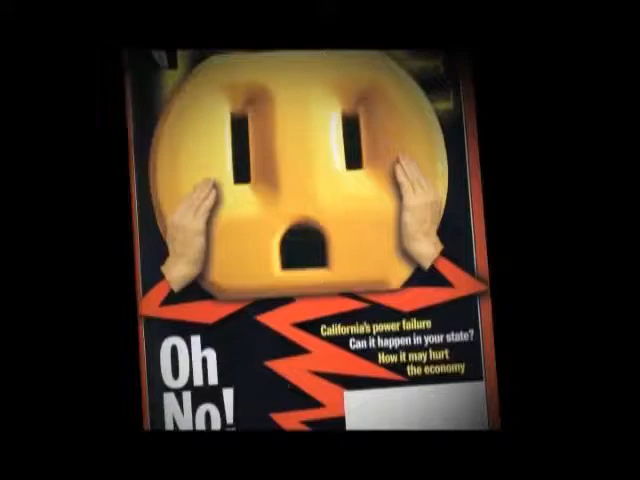 California's power failure
Can it happen in your state?
How it may hurt
the economy
Oh
No!